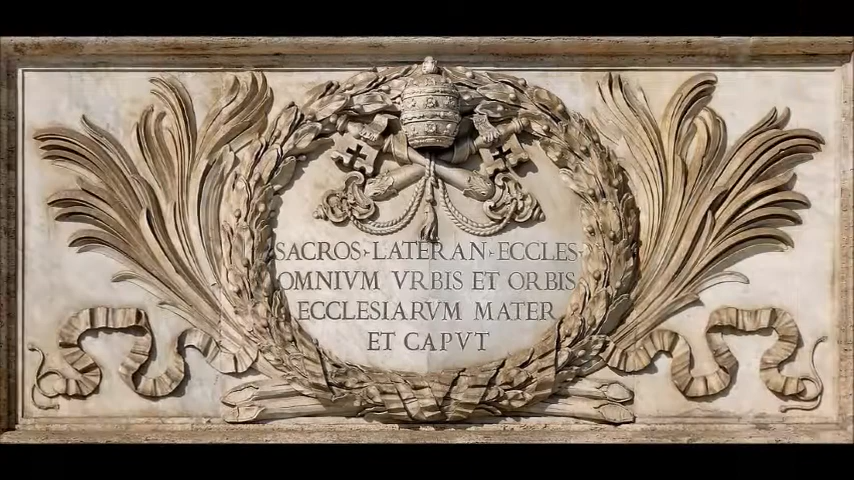 SACROS · LATERAN · ECCLES ·
OMNIVM VRBIS ET ORBIS
ECCLESIARVM MATER
ET CAPVT